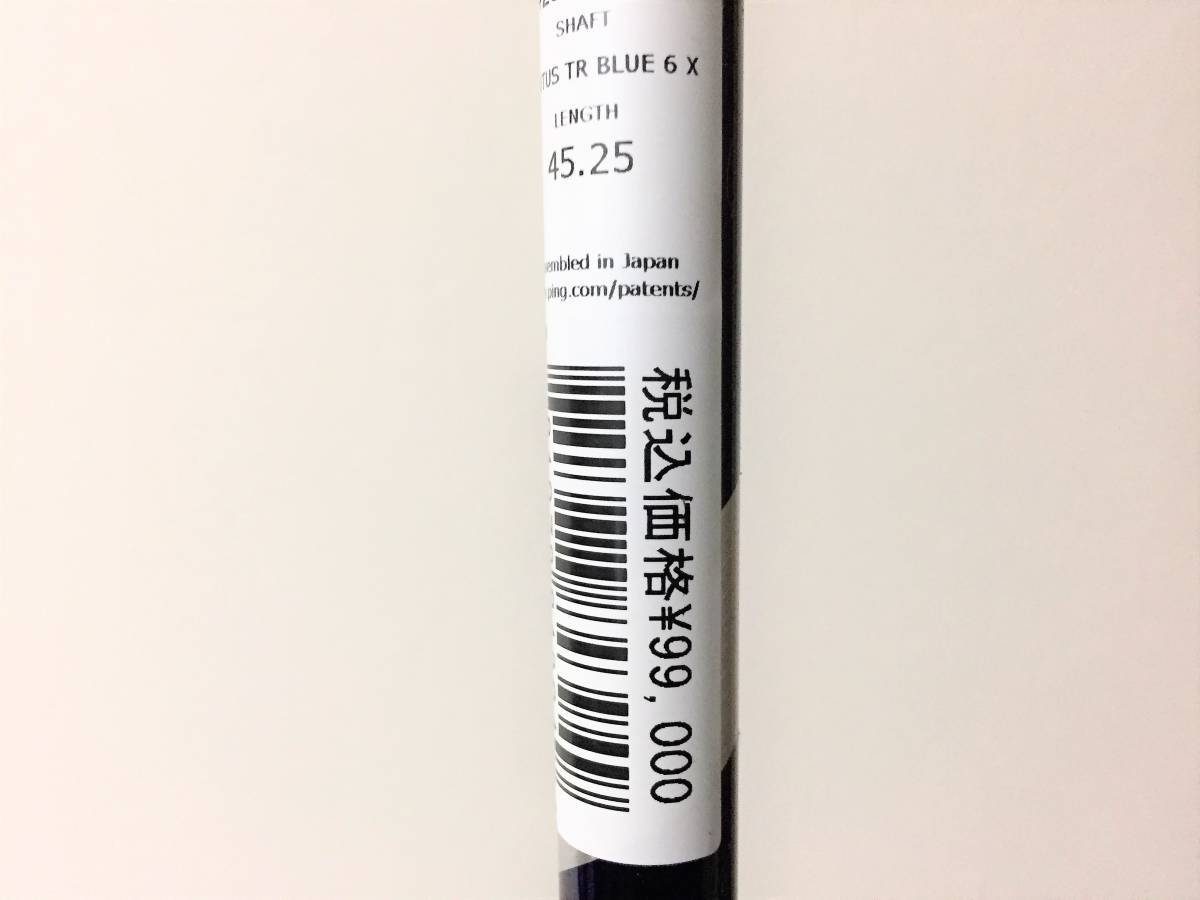 SHAFT
TUS TR BLUE 6 X
LENGTH
45.25
embled in Japan
ping.com/patents/
税込価格¥99,000